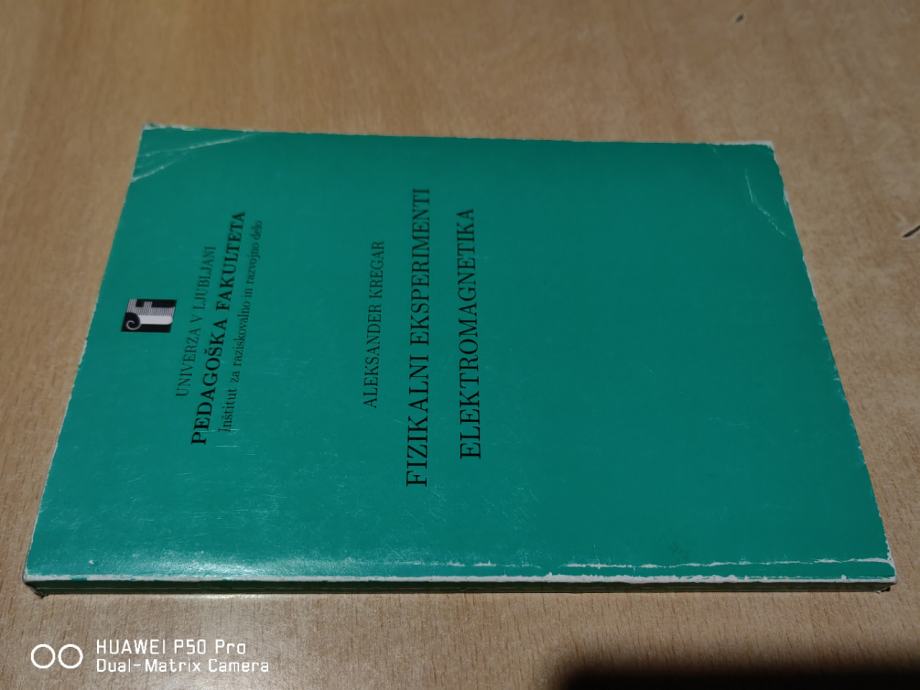 UNIVERZA V LJUBLJANI
PEDAGOŠKA FAKULTETA
Inštitut za raziskovalno in razvojno delo
ALEKSANDER KREGAR
FIZIKALNI EKSPERIMENTI
ELEKTROMAGNETIKA
HUAWEI P50 Pro
Dual-Matrix Camera